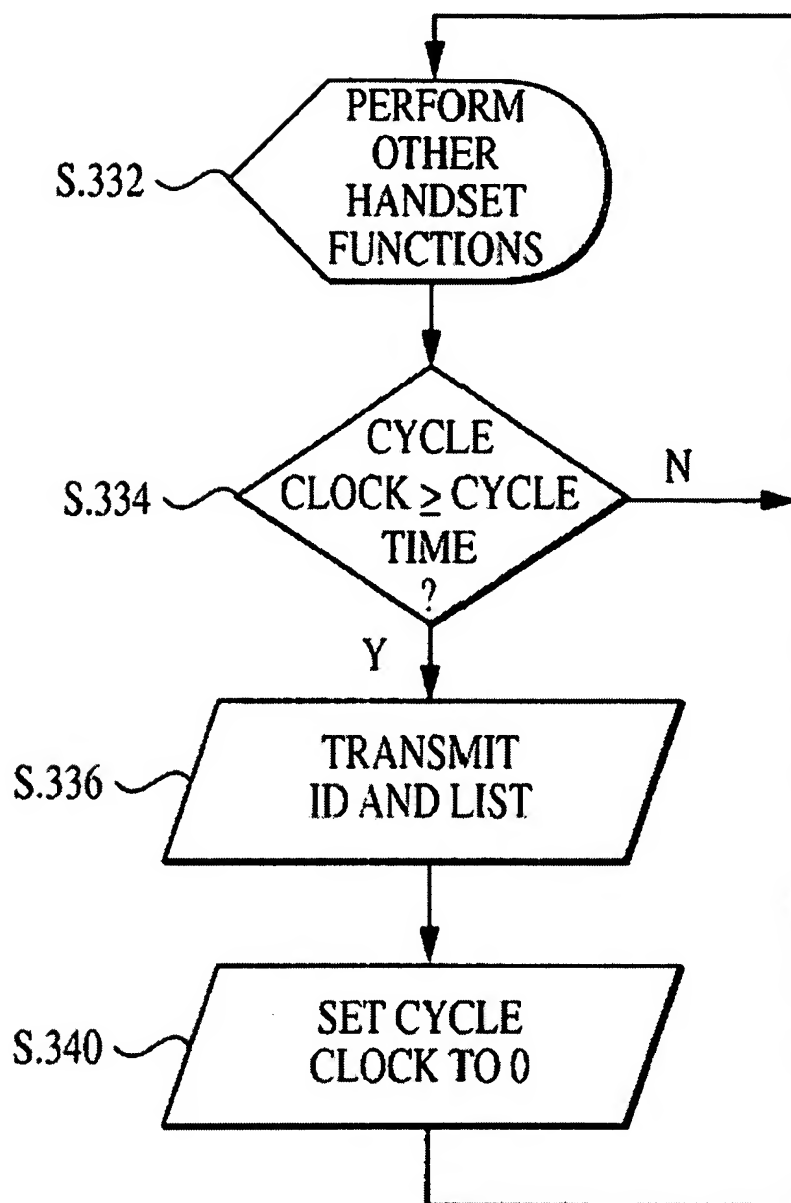 PERFORM
OTHER
HANDSET
FUNCTIONS
S.332
CYCLE
CLOCK ≥ CYCLE
TIME
?
S.334
N
Y
TRANSMIT
ID AND LIST
S.336
SET CYCLE
CLOCK TO 0
S.340